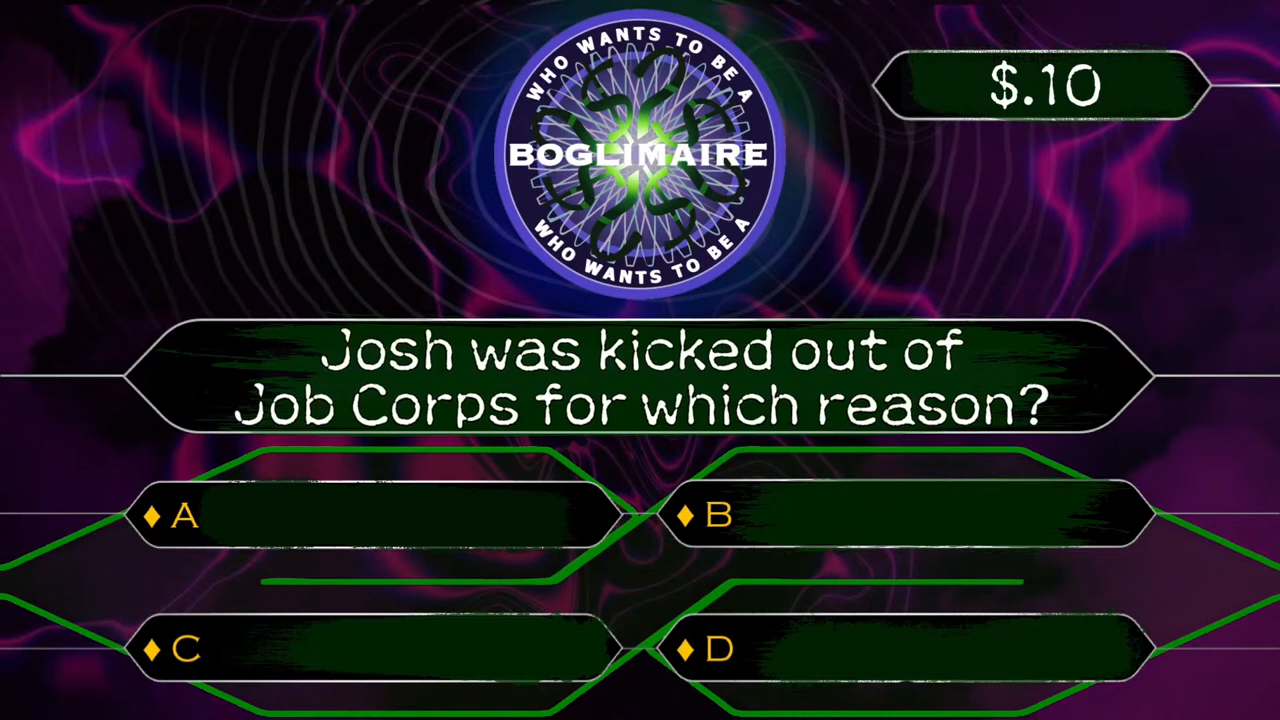 WHO WANTS TO BE A
BOGLIMAIRE
WHO WANTS TO BE A
$.10
Josh was kicked out of
Job Corps for which reason?
A
B
C
D